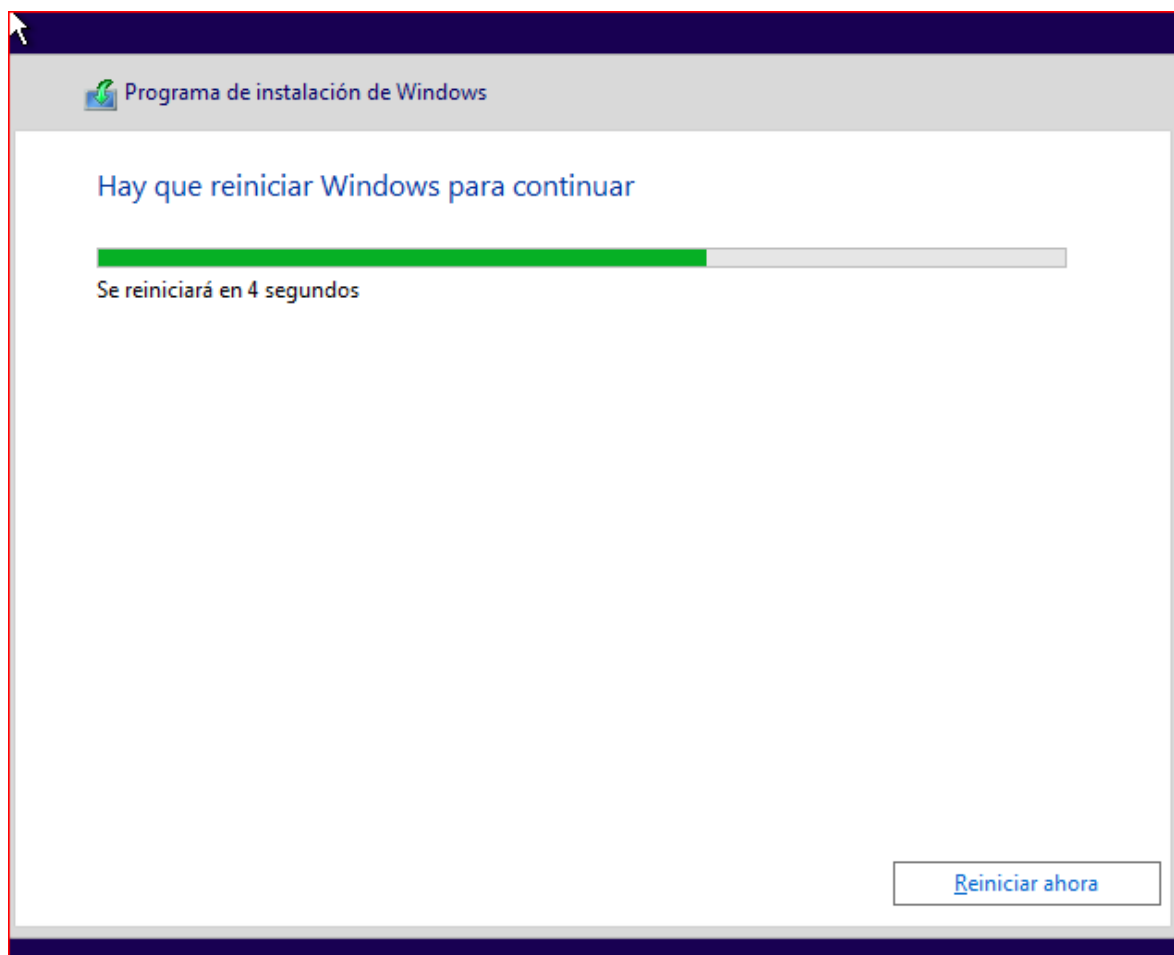 Programa de instalación de Windows
Hay que reiniciar Windows para continuar
Se reiniciará en 4 segundos
Reiniciar ahora